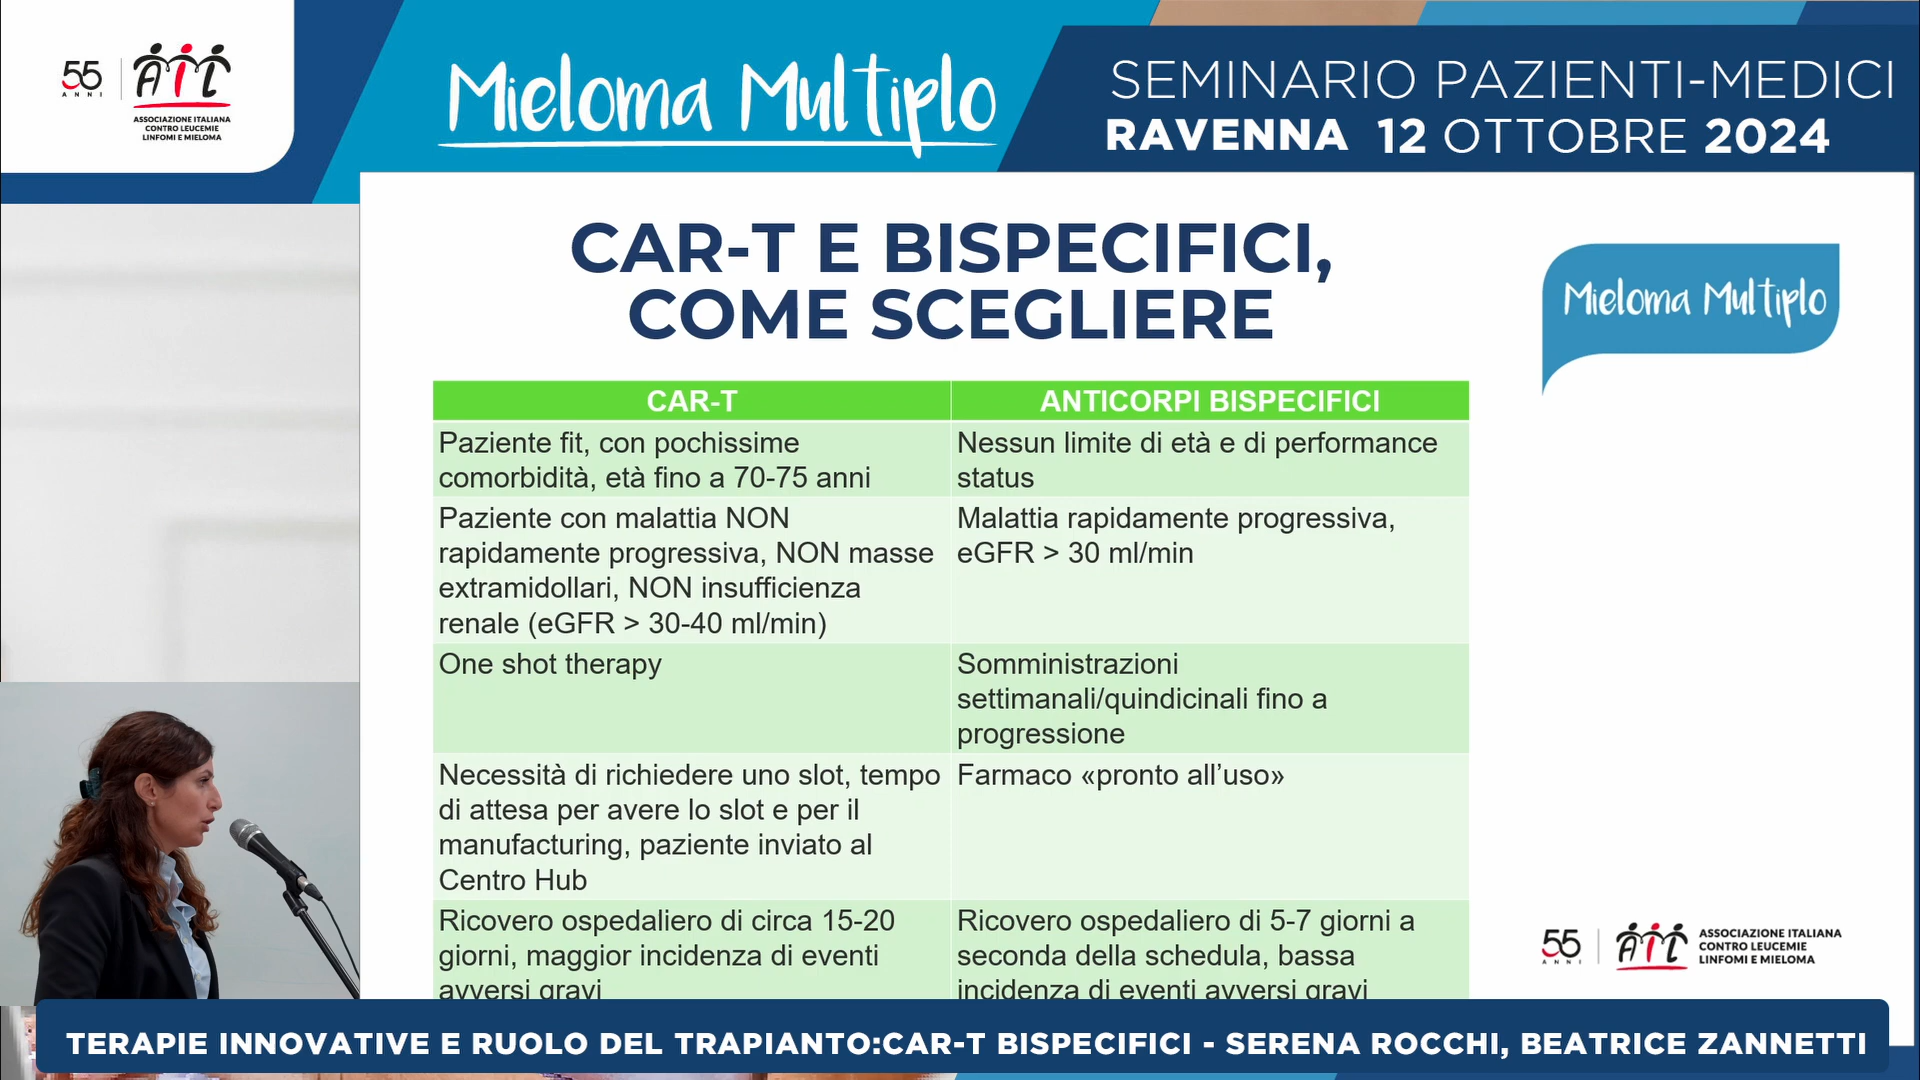 55
ANNI
AIL
ASSOCIAZIONE ITALIANA
CONTRO LEUCEMIE
LINFOMI E MIELOMA
Mieloma Multiplo
SEMINARIO PAZIENTI-MEDICI
RAVENNA 12 OTTOBRE 2024
CAR-T E BISPECIFICI,
COME SCEGLIERE
Mieloma Multiplo
CAR-T
ANTICORPI BISPECIFICI
Paziente fit, con pochissime
comorbidità, età fino a 70-75 anni
Nessun limite di età e di performance
status
Paziente con malattia NON
rapidamente progressiva, NON masse
extramidollari, NON insufficienza
renale (eGFR > 30-40 ml/min)
Malattia rapidamente progressiva,
eGFR > 30 ml/min
One shot therapy
Somministrazioni
settimanali/quindicinali fino a
progressione
Necessità di richiedere uno slot, tempo
di attesa per avere lo slot e per il
manufacturing, paziente inviato al
Centro Hub
Farmaco «pronto all’uso»
Ricovero ospedaliero di circa 15-20
giorni, maggior incidenza di eventi
avversi gravi
Ricovero ospedaliero di 5-7 giorni a
seconda della schedula, bassa
incidenza di eventi avversi gravi
55
ANNI
AIL
ASSOCIAZIONE ITALIANA
CONTRO LEUCEMIE
LINFOMI E MIELOMA
TERAPIE INNOVATIVE E RUOLO DEL TRAPIANTO:CAR-T BISPECIFICI - SERENA ROCCHI, BEATRICE ZANNETTI